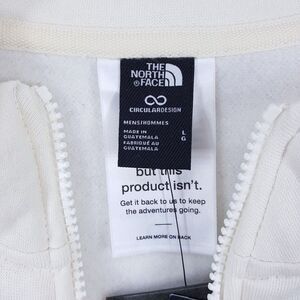 THE
NORTH
FACE
CIRCULARDESIGN
MENS|HOMMES
MADE IN
GUATEMALA
FABRIQUÉ AU
GUATEMALA
L
G
but this
product isn't.
Get it back to us to keep
the adventures going.
LEARN MORE ON BACK